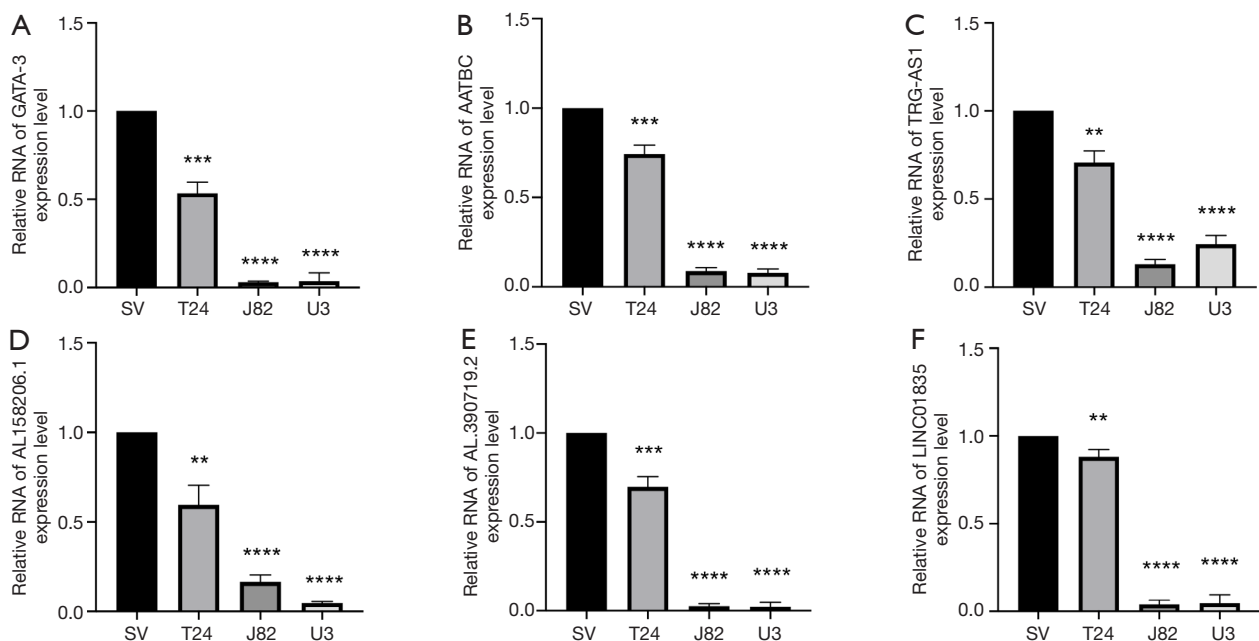 A
Relative RNA of GATA-3
expression level
1.5
1.0
0.5
0.0
***
****
****
SV
T24
J82
U3
B
Relative RNA of AATBC
expression level
1.5
1.0
0.5
0.0
***
****
****
SV
T24
J82
U3
C
Relative RNA of TRG-AS1
expression level
1.5
1.0
0.5
0.0
**
****
****
SV
T24
J82
U3
D
Relative RNA of AL158206.1
expression level
1.5
1.0
0.5
0.0
**
****
****
SV
T24
J82
U3
E
Relative RNA of AL.390719.2
expression level
1.5
1.0
0.5
0.0
***
****
****
SV
T24
J82
U3
F
Relative RNA of LINC01835
expression level
1.5
1.0
0.5
0.0
**
****
****
SV
T24
J82
U3